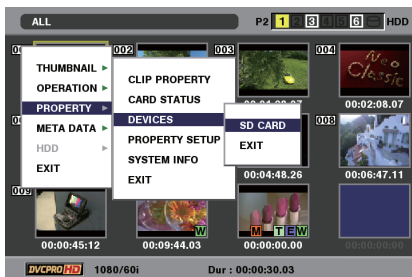 ALL P2 1 2 3 4 5 6 HDD
002 003 004
Neo Classic
THUMBNAIL
OPERATION
PROPERTY
META DATA
HDD
EXIT
CLIP PROPERTY
CARD STATUS
DEVICES
PROPERTY SETUP
SYSTEM INFO
EXIT
SD CARD
EXIT
00:02:08.07
008
00:04:48.26 00:06:47.11
009
W M T E W
00:00:45:12 00:09:44.03 00:00:00.00 00:00:00.00
DVCPRO HD 1080/60i Dur : 00:00:30.03